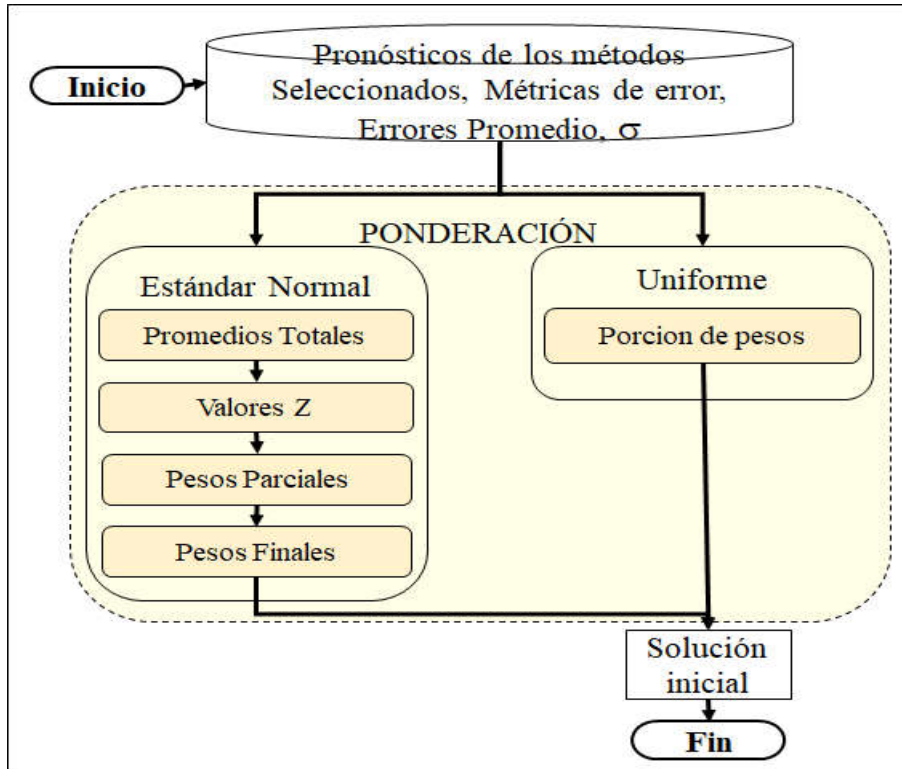 Inicio
Pronósticos de los métodos
Seleccionados, Métricas de error,
Errores Promedio, σ
PONDERACIÓN
Estándar Normal
Promedios Totales
Valores Z
Pesos Parciales
Pesos Finales
Uniforme
Porcion de pesos
Solución
inicial
Fin